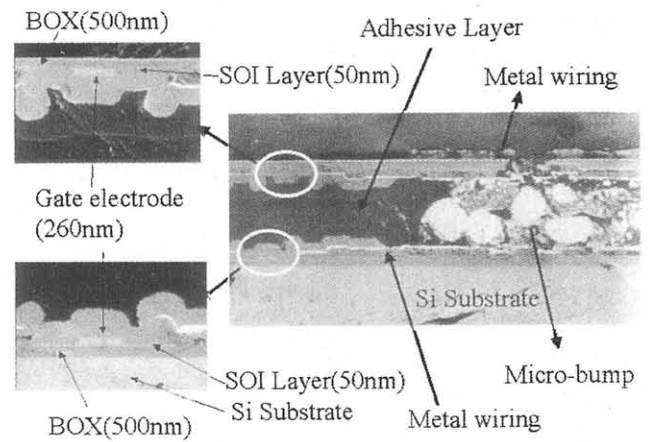 BOX(500nm)
Adhesive Layer
SOI Layer(50nm)
Metal wiring
Gate electrode
(260nm)
Si Substrate
SOI Layer(50nm)
Micro-bump
Si Substrate
BOX(500nm)
Metal wiring